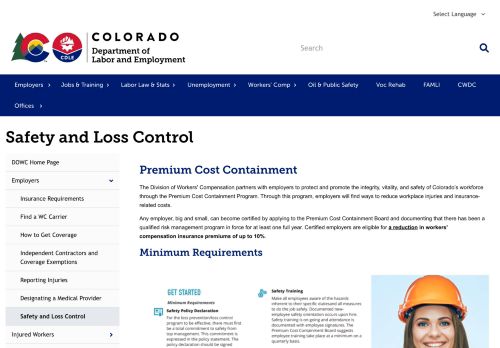 Select Language
COLORADO
Department of
Labor and Employment
CDLE
Search
Employers
Jobs & Training
Labor Law & Stats
Unemployment
Workers' Comp
Oil & Public Safety
Voc Rehab
FAMLI
CWDC
Offices
Safety and Loss Control
DOWC Home Page
Employers
Insurance Requirements
Find a WC Carrier
How to Get Coverage
Independent Contractors and
Coverage Exemptions
Reporting Injuries
Designating a Medical Provider
Safety and Loss Control
Injured Workers
Premium Cost Containment
The Division of Workers' Compensation partners with employers to protect and promote the integrity, vitality, and safety of Colorado's workforce
through the Premium Cost Containment Program. Through this program, employers will find ways to reduce workplace injuries and insurance-
related costs.
Any employer, big and small, can become certified by applying to the Premium Cost Containment Board and documenting that there has been a
qualified risk management program in force for at least one full year. Certified employers are eligible for a reduction in workers'
compensation insurance premiums of up to 10%.
Minimum Requirements
GET STARTED
Minimum Requirements
Safety Policy Declaration
For the loss prevention/loss control
program to be effective, there must first
be a total commitment to safety from
management. This commitment is
expressed in the policy statement. The
policy declaration should be signed
Safety Training
Make all employees aware of the hazards
inherent to their specific duties and all measures
to do the job safely. Documented new-
employee safety orientation must occur upon hire.
Safety training is on going and attendance is
documented with employee signatures. The
Premium Cost Containment Board suggests
employee training take place at a minimum on a
quarterly basis.